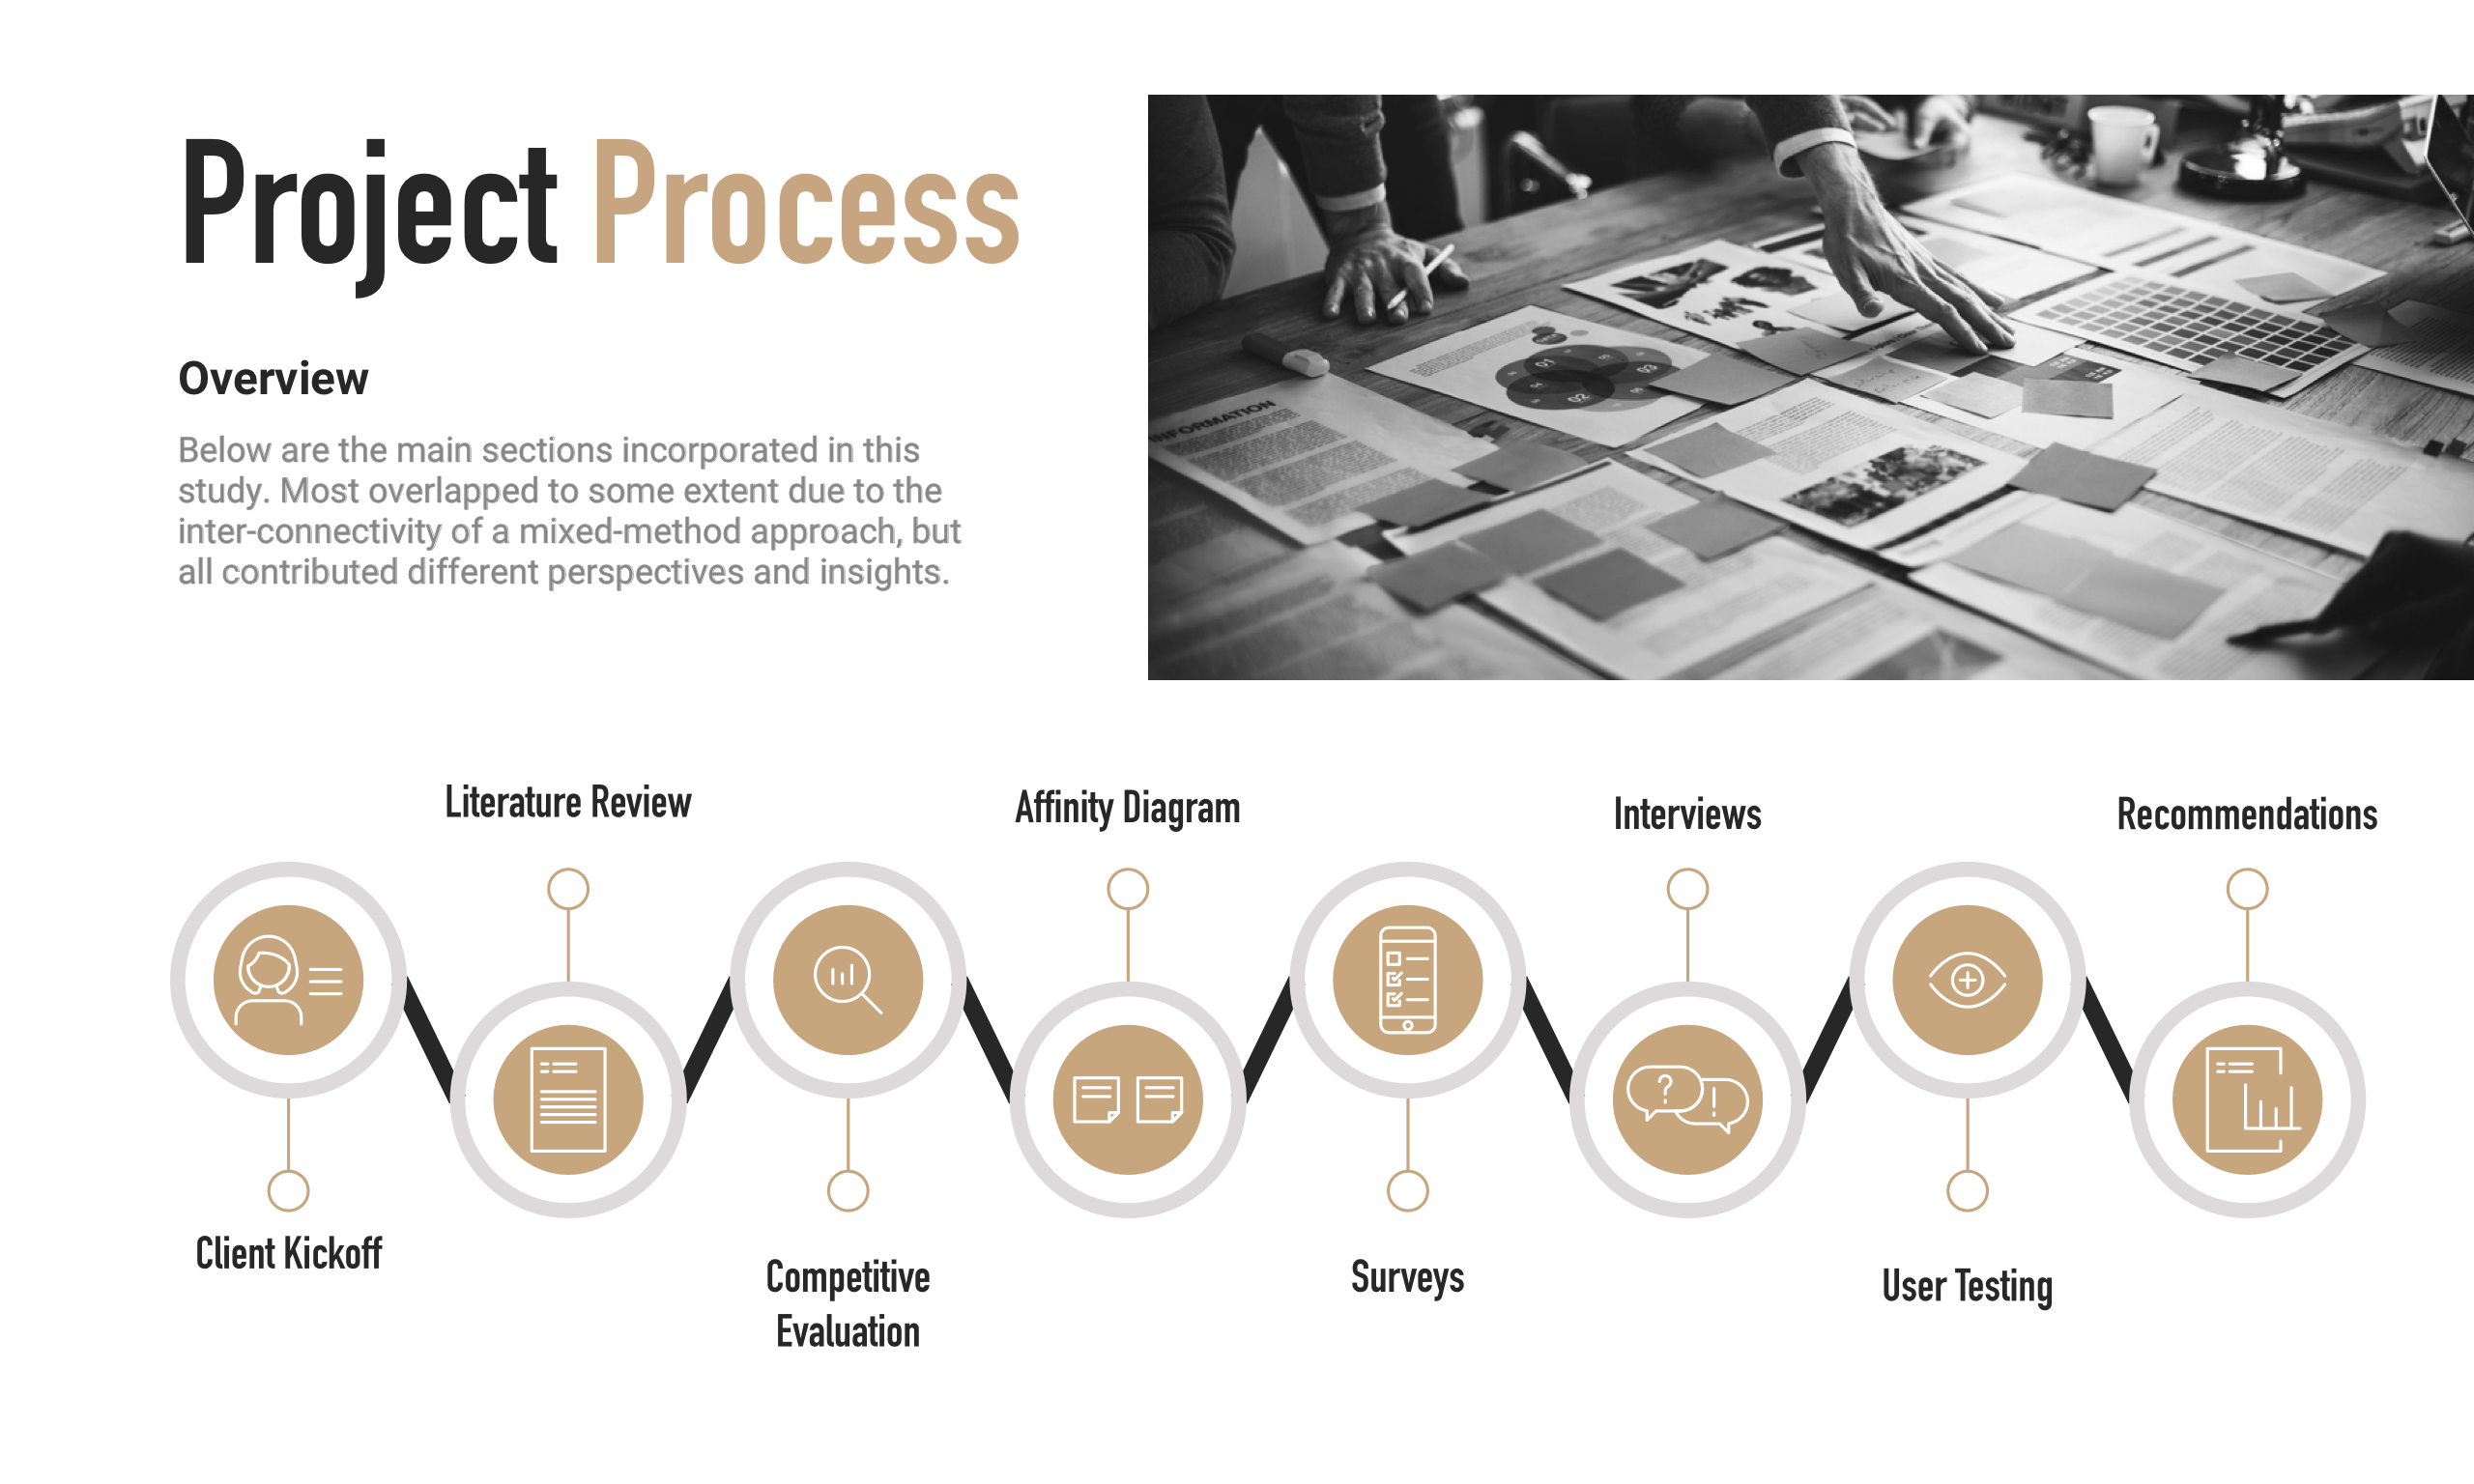 Project Process
Overview
Below are the main sections incorporated in this
study. Most overlapped to some extent due to the
inter-connectivity of a mixed-method approach, but
all contributed different perspectives and insights.
INFORMATION
01
02
03
Literature Review
Affinity Diagram
Interviews
Recommendations
Client Kickoff
Competitive
Evaluation
Surveys
User Testing